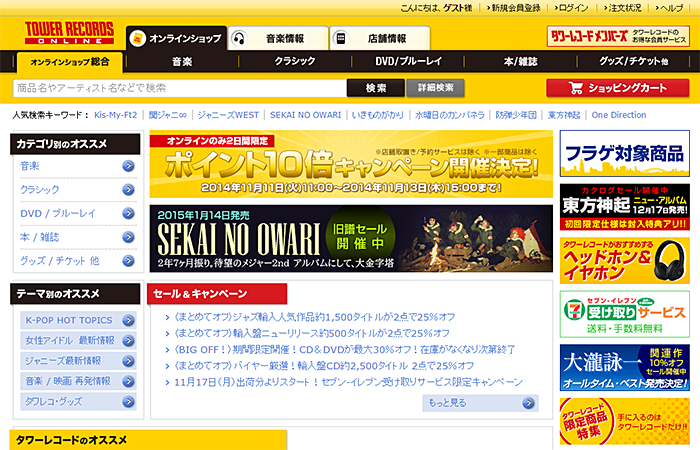 こんにちは、ゲスト様
新規会員登録
ログイン
注文状況
ヘルプ
TOWER RECORDS
ONLINE
オンラインショップ
音楽情報
店舗情報
タワーレコードメンバーズ
タワーレコードの
お得な会員サービス
オンラインショップ 総合
音楽
クラシック
DVD/ブルーレイ
本/雑誌
グッズ/チケット他
商品名やアーティスト名などで検索
検索
詳細検索
ショッピングカート
人気検索キーワード：
Kis-My-Ft2
関ジャニ∞
ジャニーズWEST
SEKAI NO OWARI
いきものがかり
水曜日のカンパネラ
防弾少年団
東方神起
One Direction
カテゴリ別のオススメ
音楽
クラシック
DVD / ブルーレイ
本 / 雑誌
グッズ / チケット 他
オンラインのみ2日間限定
※店舗取置き/予約サービスは除く ※一部商品は除く
ポイント10倍キャンペーン開催決定!
2014年11月11日(火)11:00～2014年11月13日(木)15:00まで!
2015年1月14日発売
SEKAI NO OWARI
2年7ヶ月振り、待望のメジャー2nd アルバムにして、大金字塔
旧譜セール
開催中
テーマ別のオススメ
K-POP HOT TOPICS
女性アイドル 最新情報
ジャニーズ最新情報
音楽 / 映画 再発情報
タワレコ・グッズ
セール＆キャンペーン
〈まとめてオフ〉ジャズ輸入人気作品約1,500タイトルが2点で25%オフ
〈まとめてオフ〉輸入盤ニューリリース約500タイトルが2点で25%オフ
〈BIG OFF！〉期間限定開催！CD＆DVDが最大30%オフ！在庫がなくなり次第終了
〈まとめてオフ〉バイヤー厳選！輸入盤CD約2,500タイトル 2点で25%オフ
11月17日（月）出荷分よりスタート！セブン‐イレブン受け取りサービス限定キャンペーン
もっと見る
フラゲ対象商品
カタログセール開催中
東方神起
ニュー・アルバム
12月17日発売!
初回限定仕様は封入特典アリ!!
タワーレコードがおすすめする
ヘッドホン&
イヤホン
セブン‐イレブン
受け取りサービス
送料・手数料無料
大瀧詠一
関連作
10%オフ
セール開催中
オールタイム・ベスト発売決定!
タワーレコード
限定商品
特集
手に入るのは
タワーレコードだけ!!
タワーレコードのオススメ